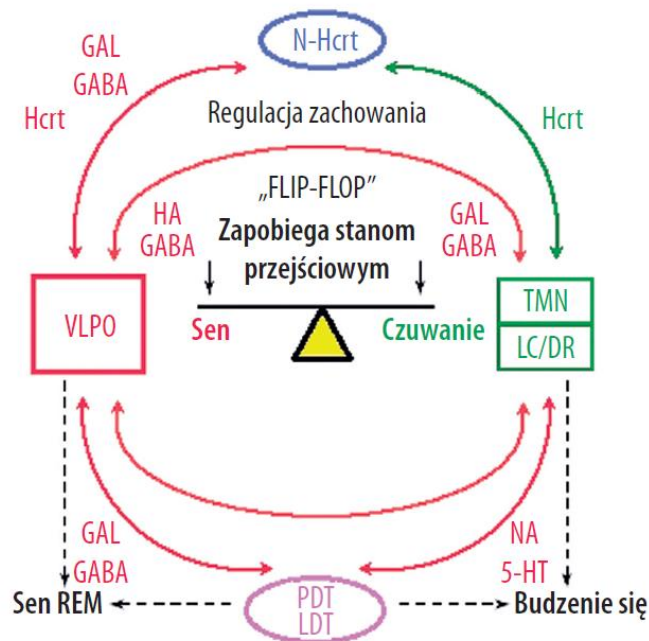 GAL
GABA
Hcrt
N-Hcrt
Hcrt
Regulacja zachowania
„FLIP-FLOP”
Zapobiega stanom
przejściowym
HA
GABA
GAL
GABA
VLPO
Sen
Czuwanie
TMN
LC/DR
GAL
GABA
NA
5-HT
Sen REM
PDT
LDT
Budzenie się